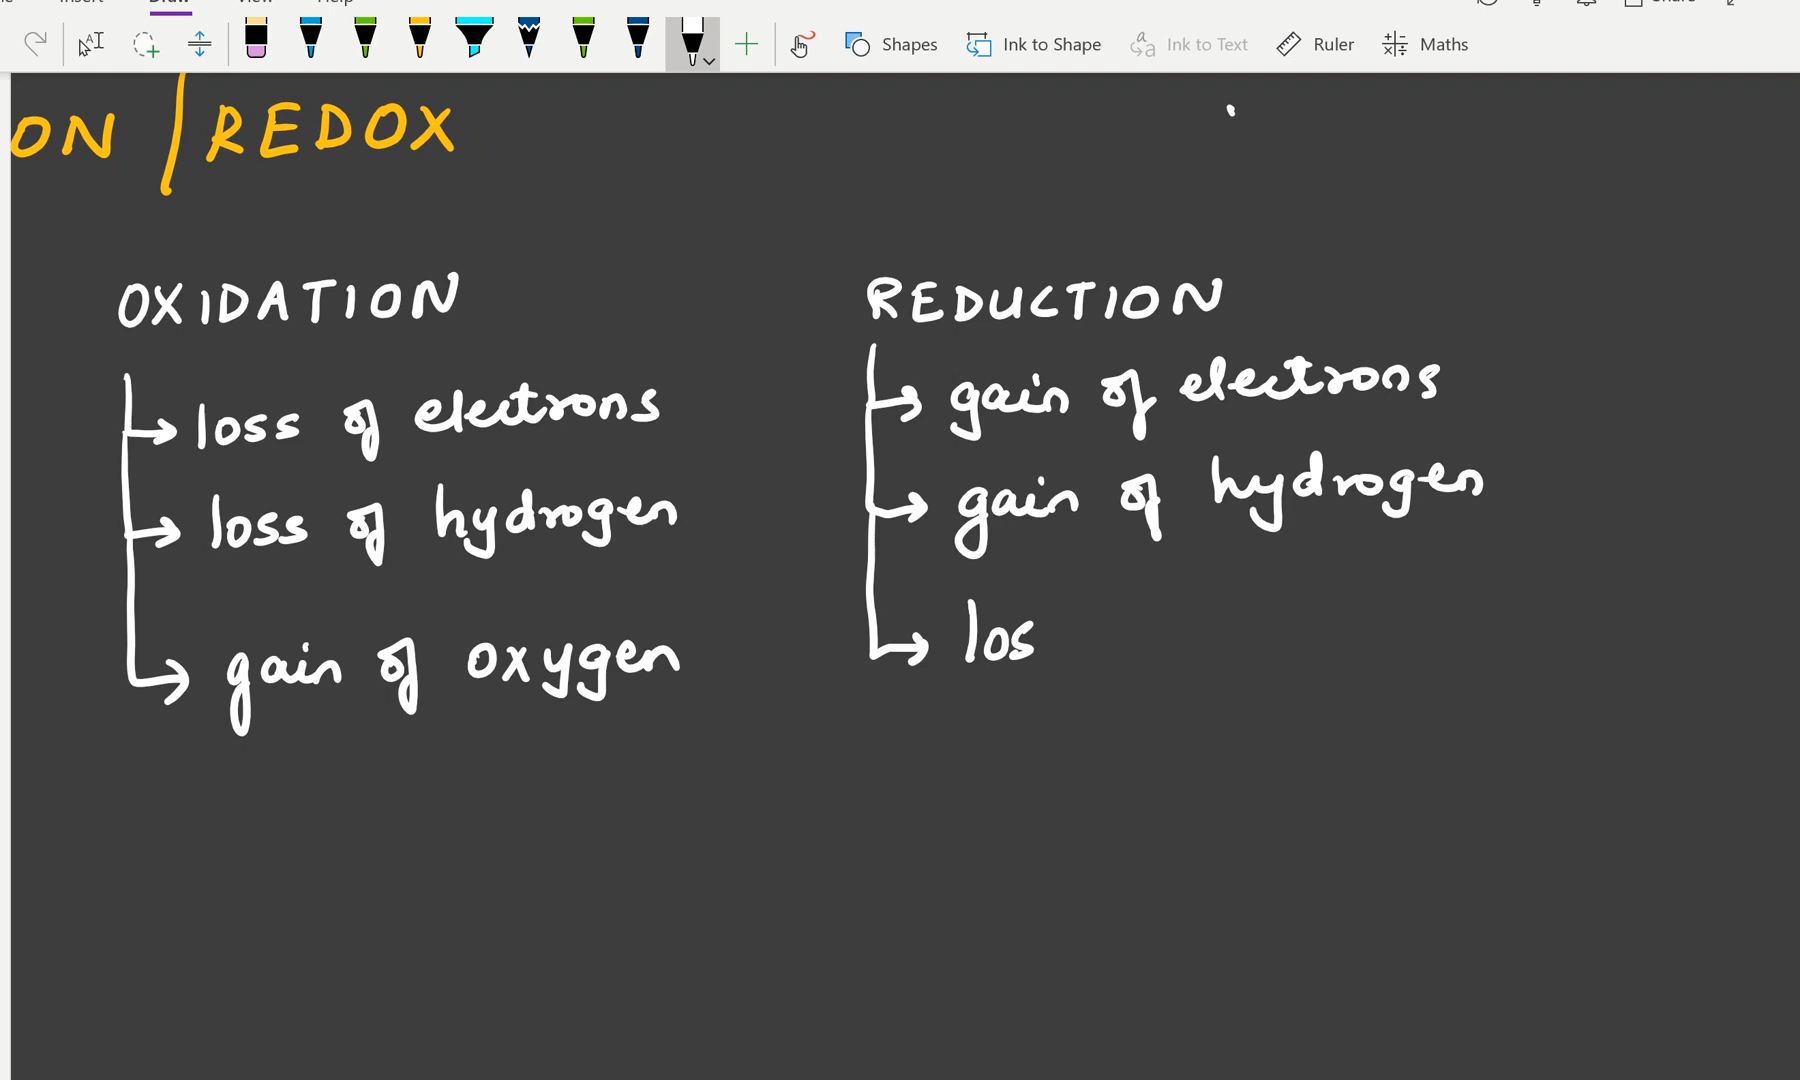 Draw
Shapes Ink to Shape Ink to Text Ruler Maths
ON / REDOX
OXIDATION
loss of electrons
loss of hydrogen
gain of oxygen
REDUCTION
gain of electrons
gain of hydrogen
los